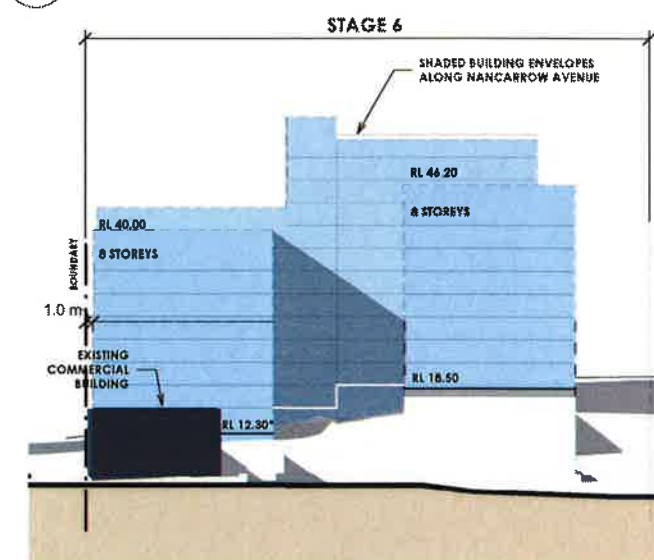 STAGE 6
SHADED BUILDING ENVELOPES
ALONG NANCARROW AVENUE
RL 46.20
8 STOREYS
RL 40.00
8 STOREYS
BOUNDARY
1.0 m
EXISTING
COMMERCIAL
BUILDING
RL 18.50
RL 12.30*